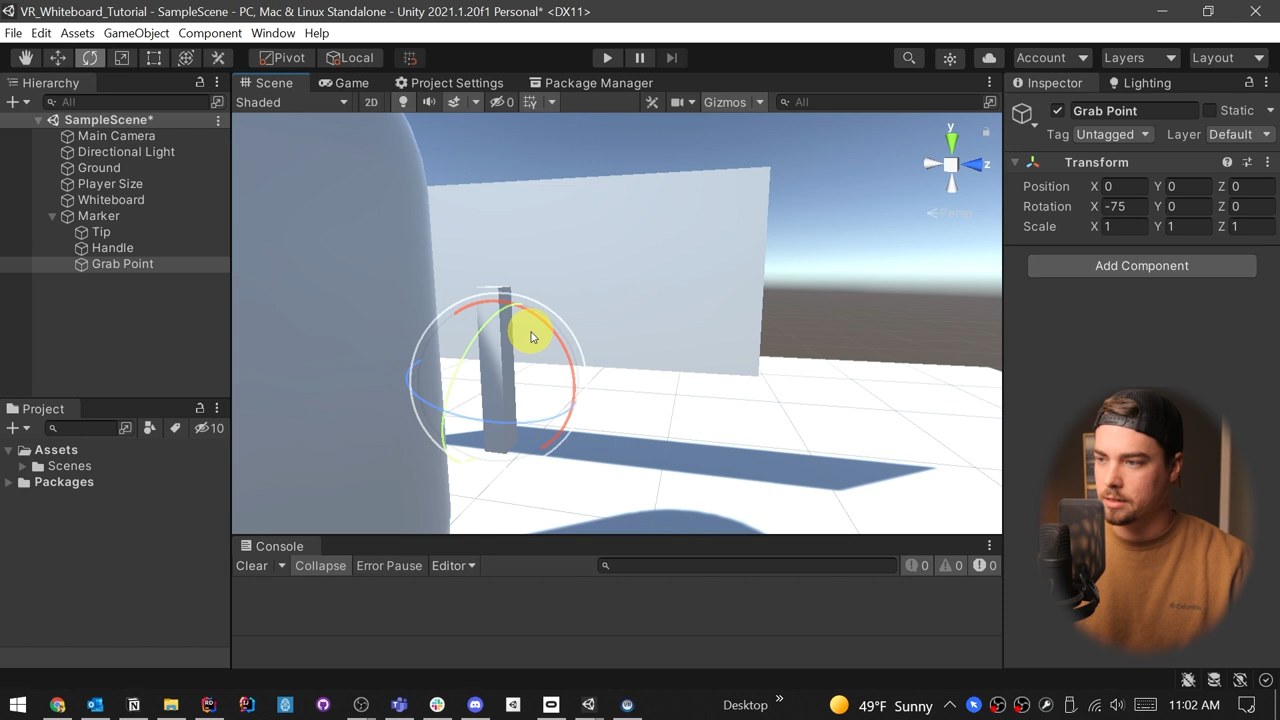 VR_Whiteboard_Tutorial - SampleScene - PC, Mac & Linux Standalone - Unity 2021.1.20f1 Personal* <DX11>
File Edit Assets GameObject Component Window Help
Pivot Local Account Layers Layout
Hierarchy
All
SampleScene*
Main Camera
Directional Light
Ground
Player Size
Whiteboard
Marker
Tip
Handle
Grab Point
Scene Game Project Settings Package Manager
Shaded 2D 0 Gizmos All
y
z
Persp
Inspector Lighting
Grab Point Static
Tag Untagged Layer Default
Transform
Position X 0 Y 0 Z 0
Rotation X -75 Y 0 Z 0
Scale X 1 Y 1 Z 1
Add Component
Project
10
Assets
Scenes
Packages
Console
Clear Collapse Error Pause Editor 0 0 0
Columbia
Desktop 49°F Sunny 11:02 AM